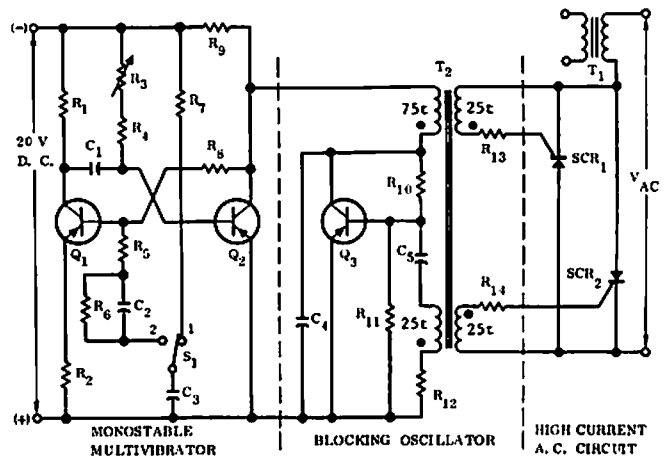 (-)
R9
T1
T2
R1
R3
R7
75t
25t
20 V
D. C.
R4
C1
R8
R13
SCR1
VAC
R10
Q1
R5
Q2
Q3
C5
R14
SCR2
R6
C2
2
1
S1
C4
R11
25t
25t
R2
C3
R12
(+)
MONOSTABLE
MULTIVIBRATOR
BLOCKING OSCILLATOR
HIGH CURRENT
A. C. CIRCUIT